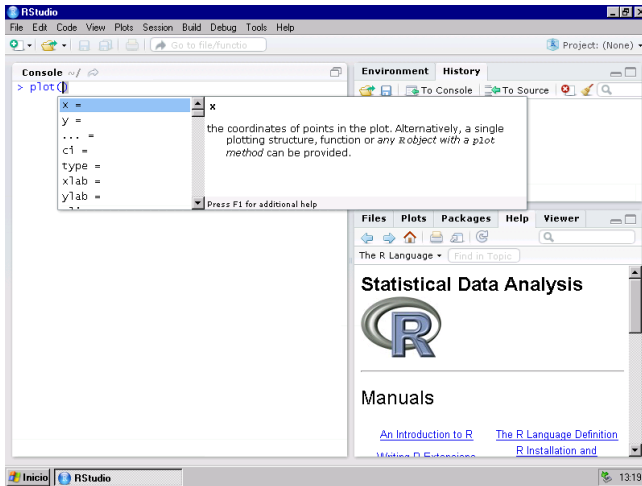 RStudio
File Edit Code View Plots Session Build Debug Tools Help
Go to file/functio
Project: (None)
Console ~/
> plot()
x =
y =
... =
ci =
type =
xlab =
ylab =
x
the coordinates of points in the plot. Alternatively, a single
plotting structure, function or any R object with a plot
method can be provided.
Press F1 for additional help
Environment History
To Console To Source
Files Plots Packages Help Viewer
The R Language Find in Topic
Statistical Data Analysis
R
Manuals
An Introduction to R The R Language Definition
Writing R Extensions R Installation and
Inicio RStudio 13:19